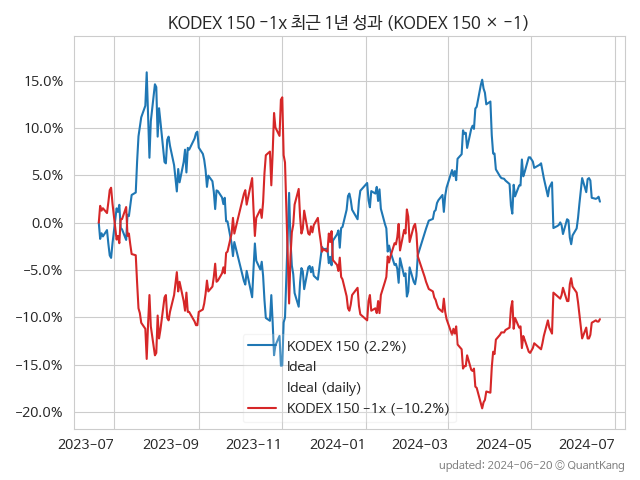 KODEX 150 −1x 최근 1년 성과 (KODEX 150 × −1)
15.0%
10.0%
5.0%
0.0%
−5.0%
−10.0%
−15.0%
−20.0%
KODEX 150 (2.2%)
Ideal
Ideal (daily)
KODEX 150 −1x (−10.2%)
2023-07
2023-09
2023-11
2024-01
2024-03
2024-05
2024-07
updated: 2024-06-20 ⓒ QuantKang